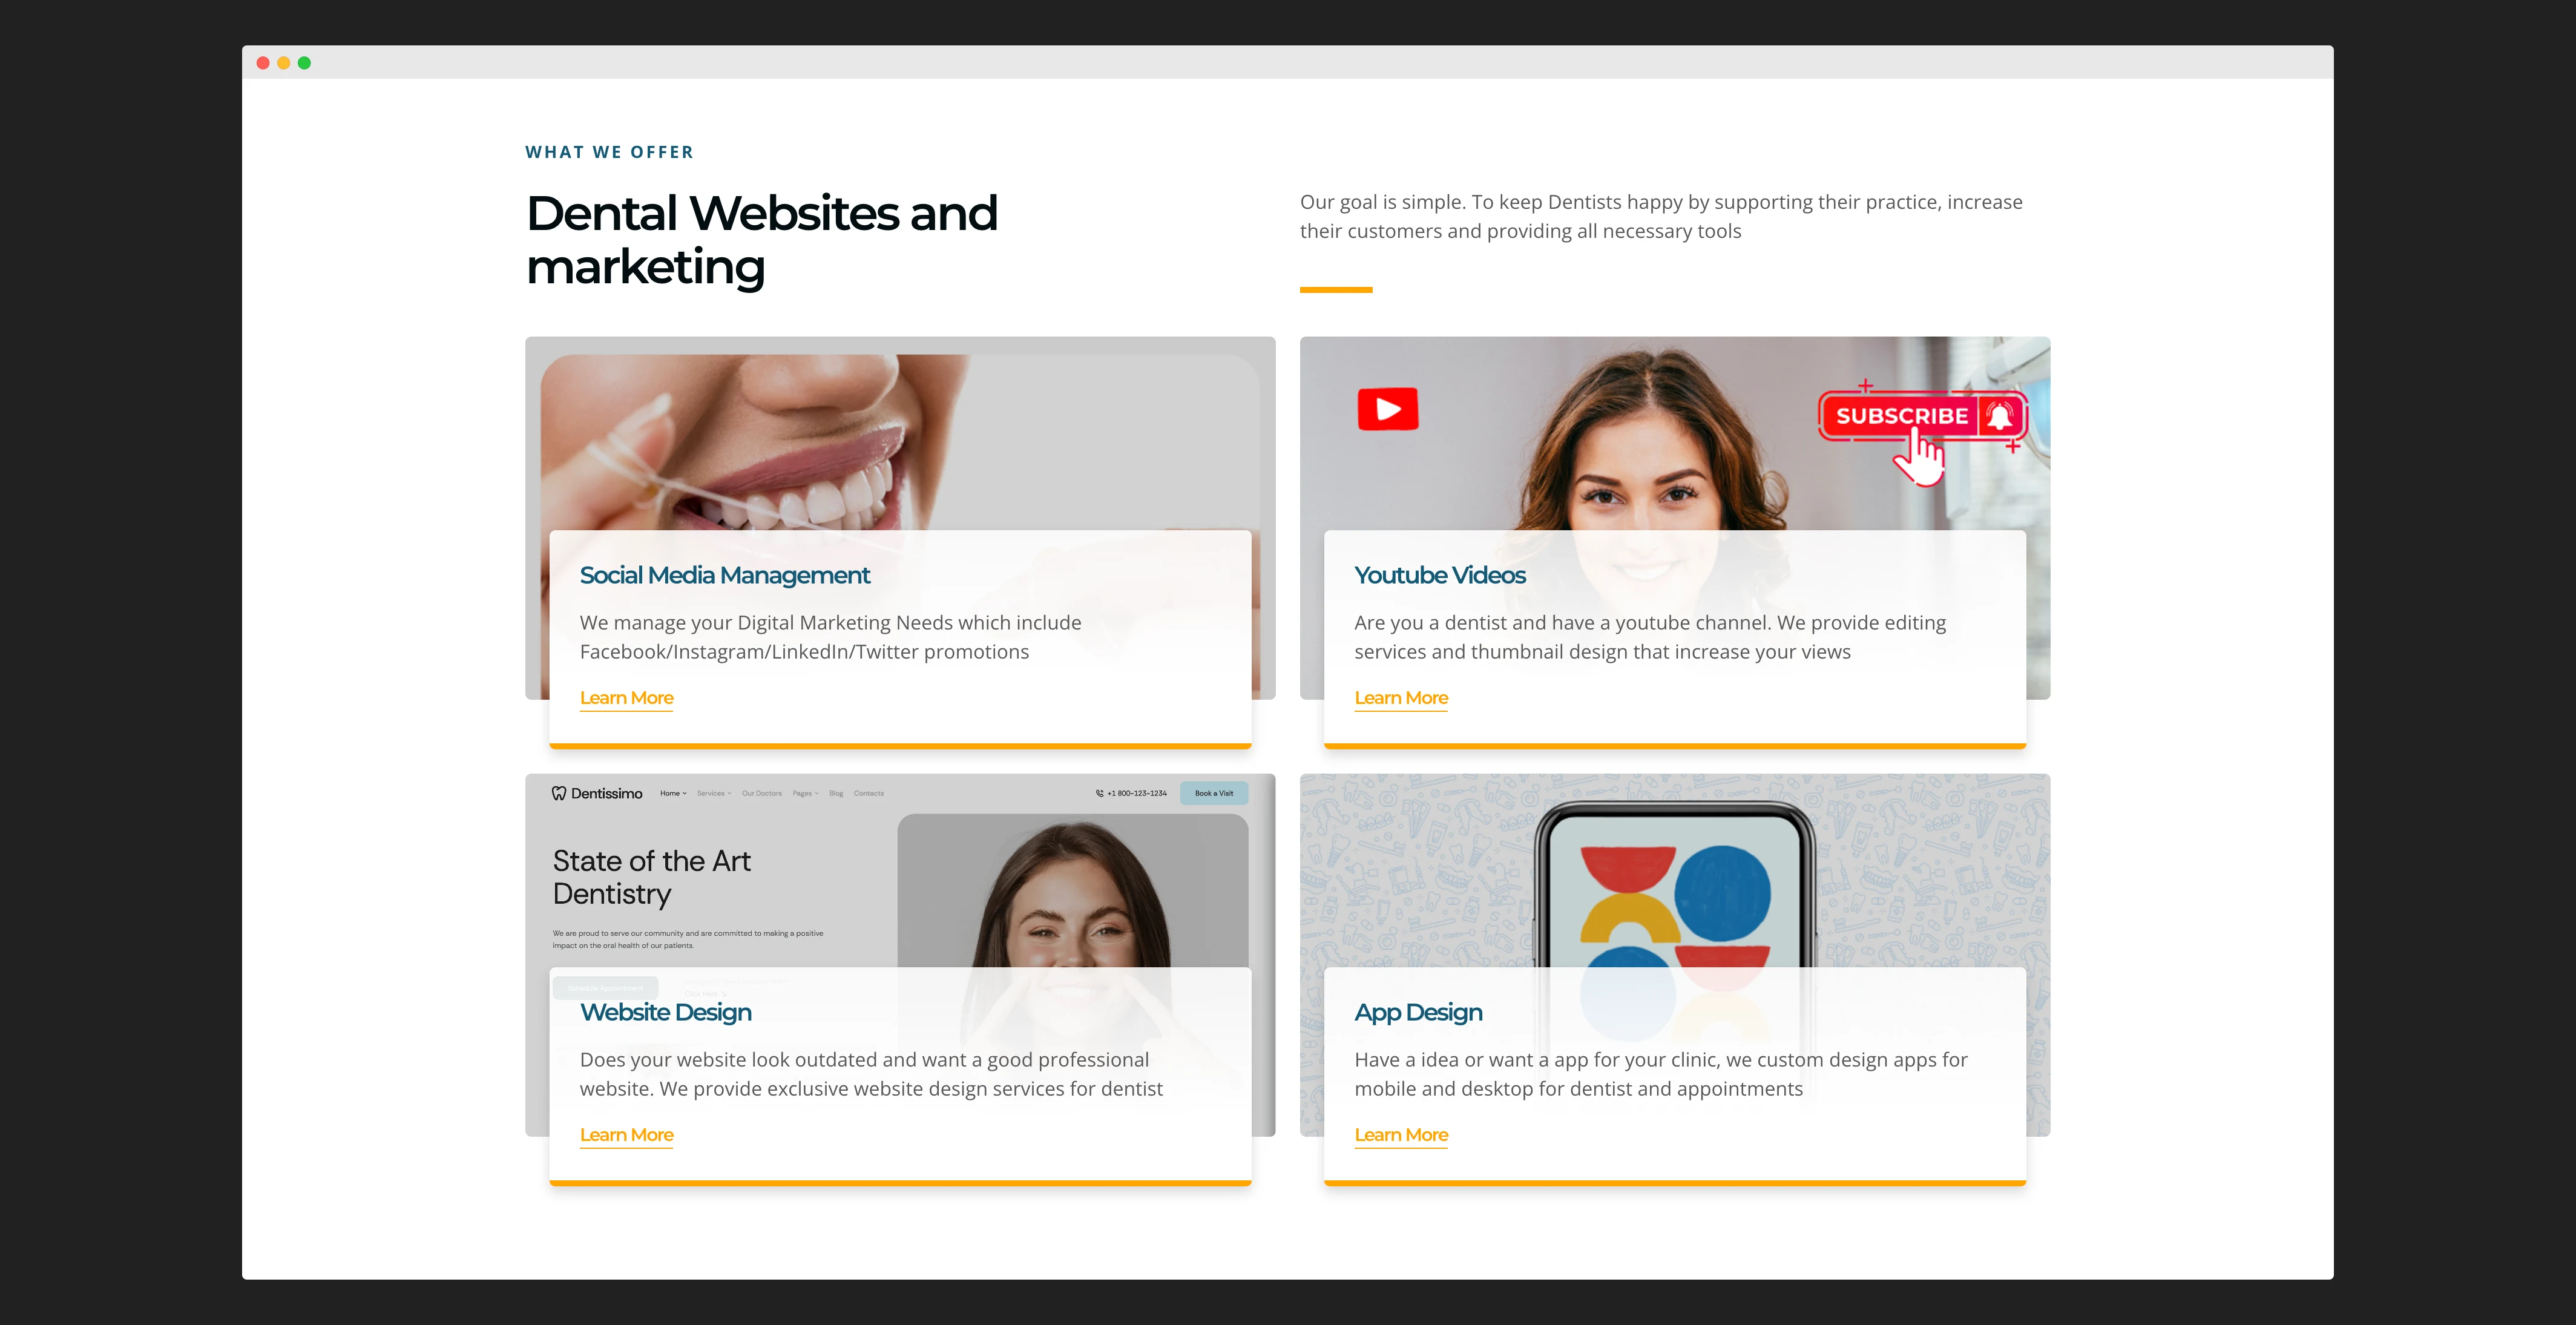 WHAT WE OFFER
Dental Websites and
marketing
Our goal is simple. To keep Dentists happy by supporting their practice, increase
their customers and providing all necessary tools
SUBSCRIBE
Social Media Management
We manage your Digital Marketing Needs which include
Facebook/Instagram/LinkedIn/Twitter promotions
Learn More
Youtube Videos
Are you a dentist and have a youtube channel. We provide editing
services and thumbnail design that increase your views
Learn More
Dentissimo
Home Services Our Doctors Pages Blog Contacts
+1 800-123-1234
Book a Visit
State of the Art
Dentistry
We are proud to serve our community and are committed to making a positive
impact on the oral health of our patients.
Schedule Appointment
Click Here
Website Design
Does your website look outdated and want a good professional
website. We provide exclusive website design services for dentist
Learn More
App Design
Have a idea or want a app for your clinic, we custom design apps for
mobile and desktop for dentist and appointments
Learn More